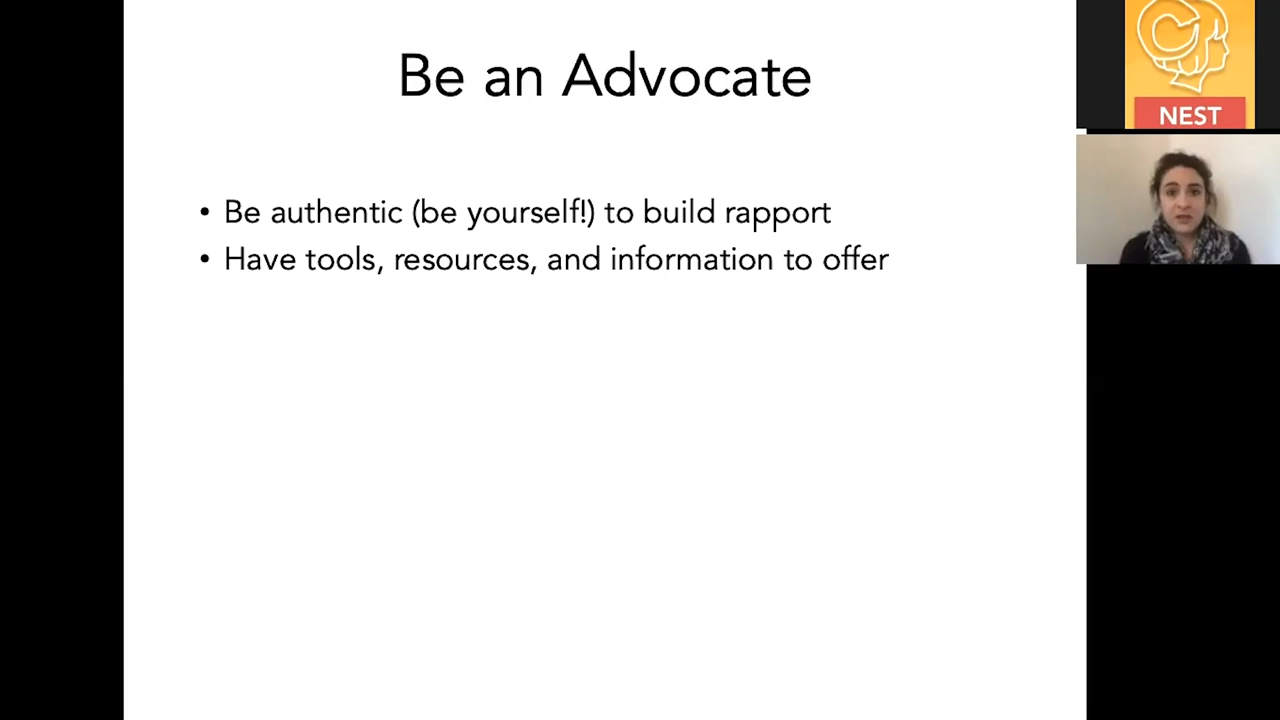 Be an Advocate
• Be authentic (be yourself!) to build rapport
• Have tools, resources, and information to offer
NEST